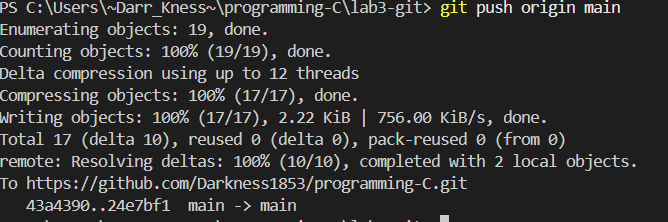 PS C:\Users\~Darr_Kness~\programming-C\lab3-git> git push origin main
Enumerating objects: 19, done.
Counting objects: 100% (19/19), done.
Delta compression using up to 12 threads
Compressing objects: 100% (17/17), done.
Writing objects: 100% (17/17), 2.22 KiB | 756.00 KiB/s, done.
Total 17 (delta 10), reused 0 (delta 0), pack-reused 0 (from 0)
remote: Resolving deltas: 100% (10/10), completed with 2 local objects.
To https://github.com/Darkness1853/programming-C.git
   43a4390..24e7bf1  main -> main